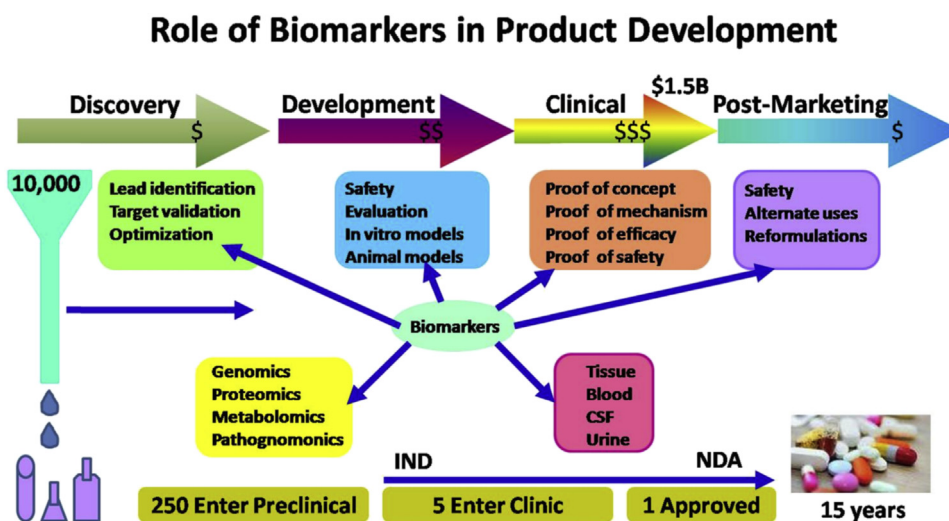 Role of Biomarkers in Product Development
Discovery
$
Development
$$
Clinical
$1.5B
$$$
Post-Marketing
$
10,000
Lead identification
Target validation
Optimization
Safety
Evaluation
In vitro models
Animal models
Proof of concept
Proof of mechanism
Proof of efficacy
Proof of safety
Safety
Alternate uses
Reformulations
Biomarkers
Genomics
Proteomics
Metabolomics
Pathognomonics
Tissue
Blood
CSF
Urine
IND
NDA
250 Enter Preclinical
5 Enter Clinic
1 Approved
15 years